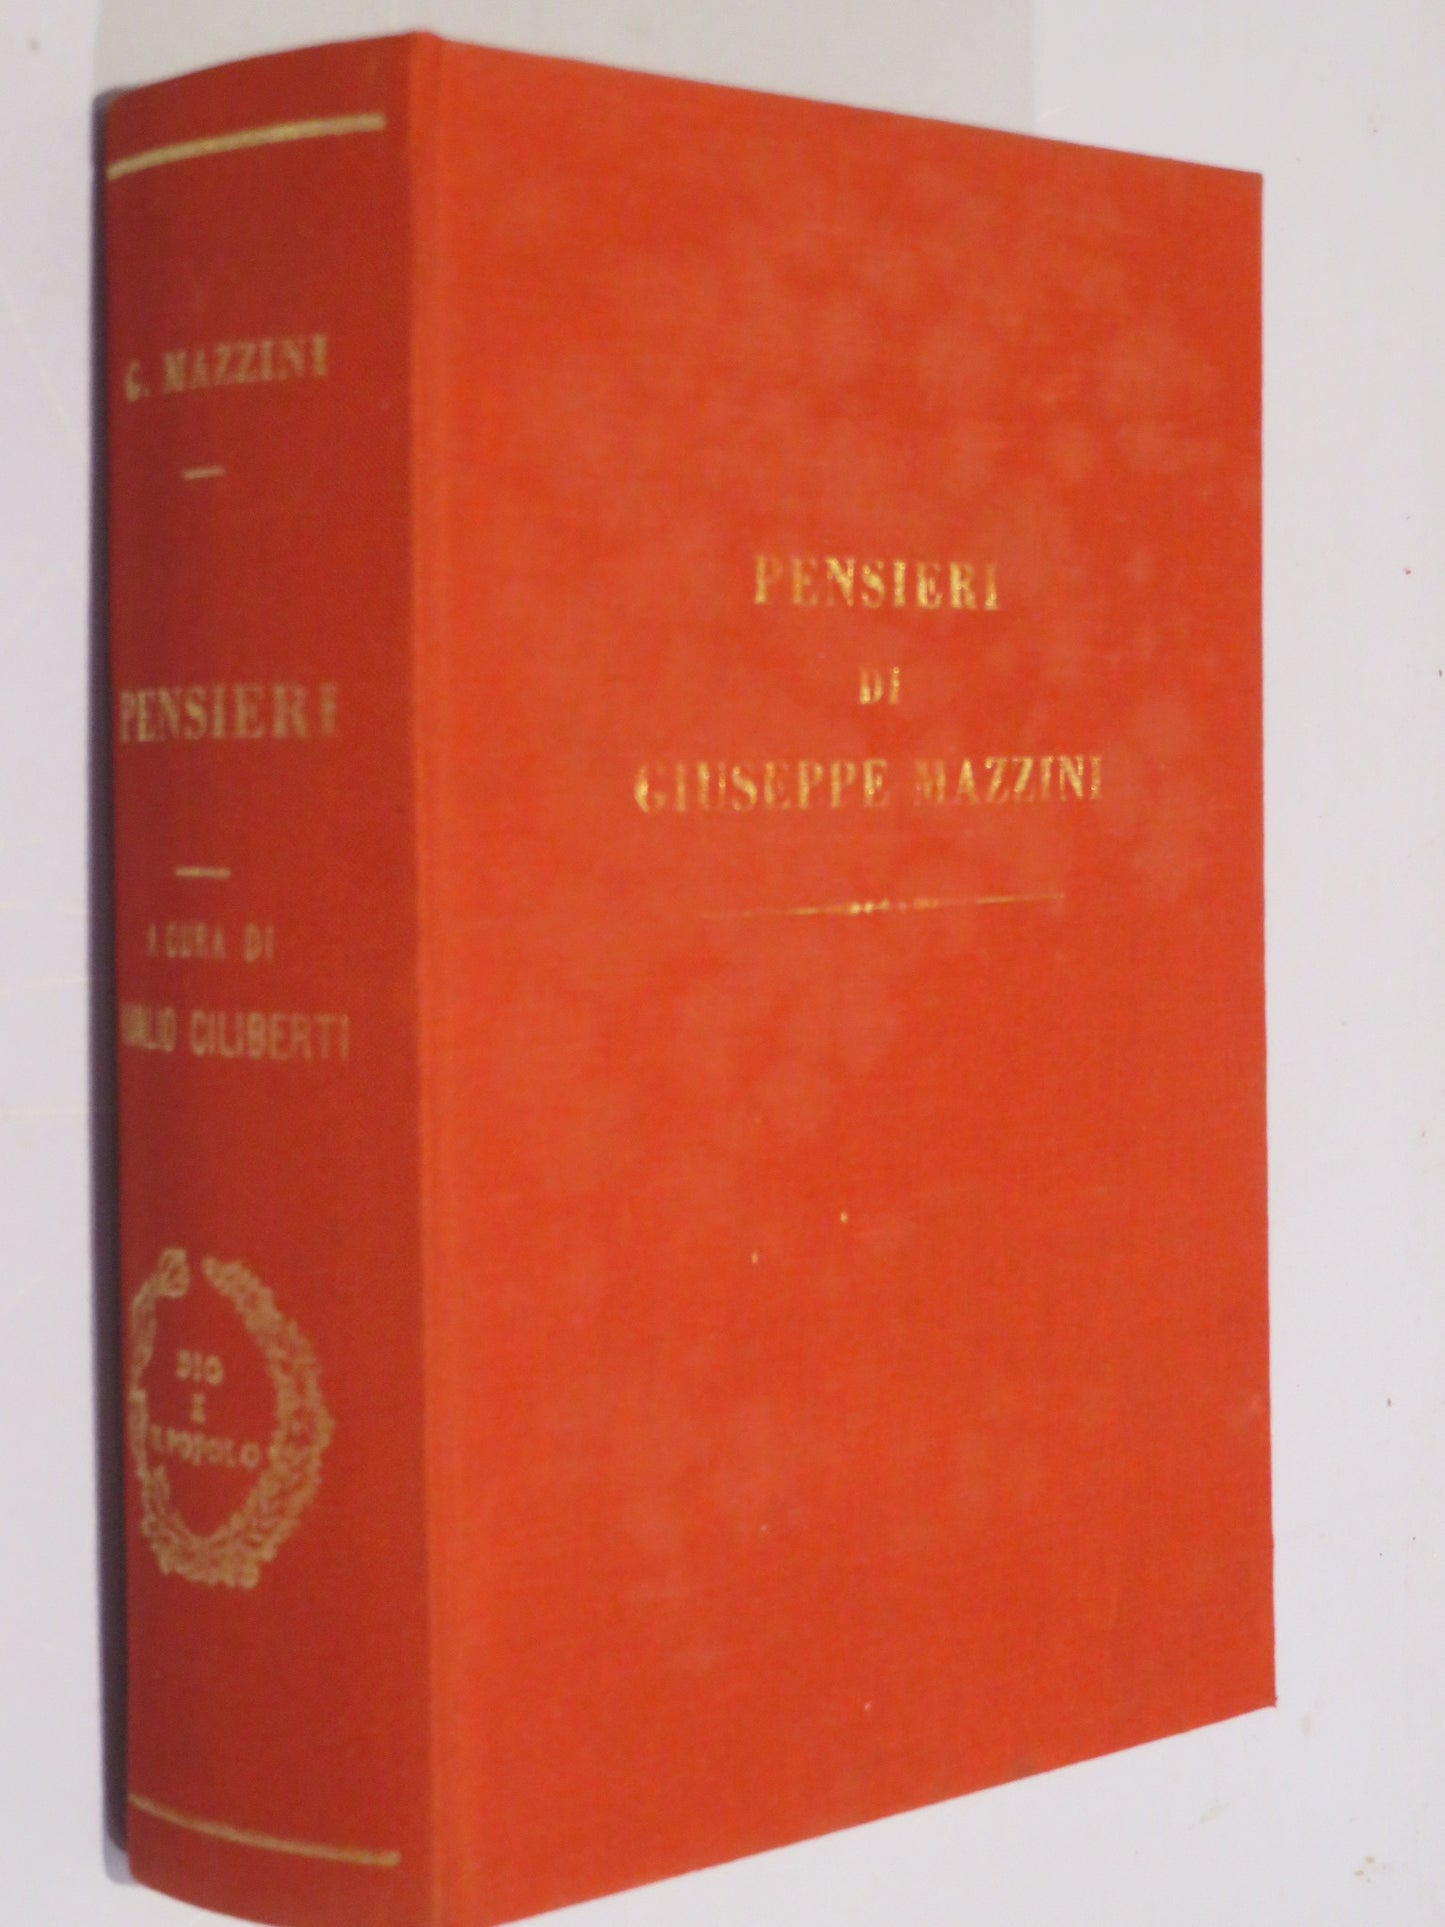 G. MAZZINI
PENSIERI
A CURA DI
CILIBERTI
DIO
E
IL POPOLO
PENSIERI
DI
GIUSEPPE MAZZINI